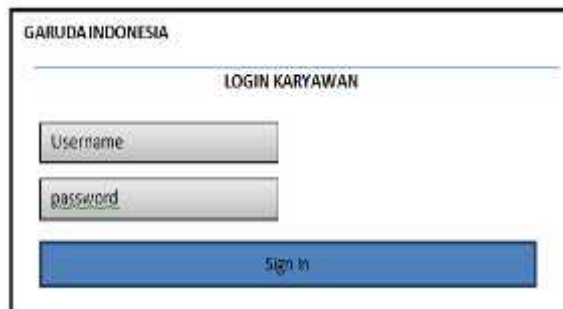 GARUDA INDONESIA
LOGIN KARYAWAN
Username
password
Sign In